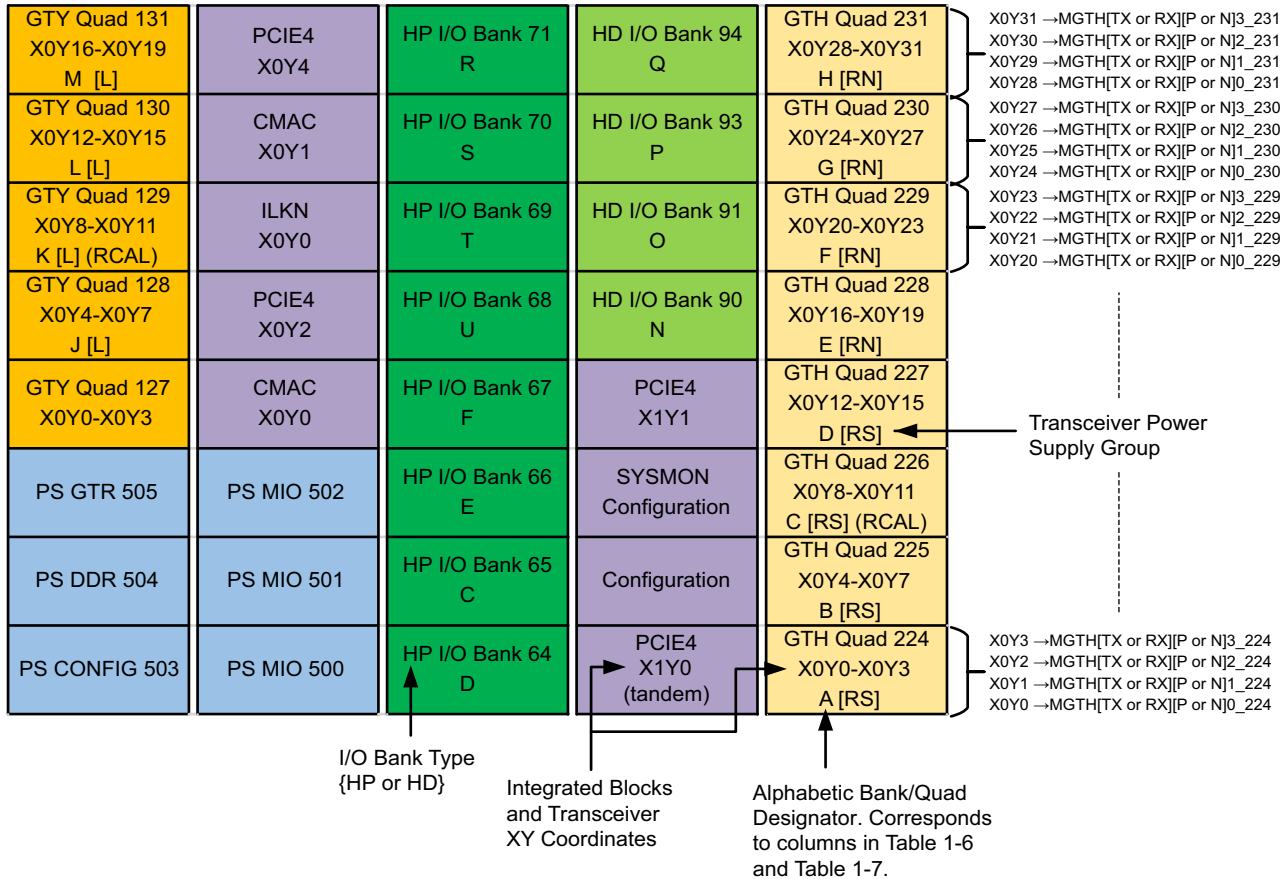 GTY Quad 131
X0Y16-X0Y19
M [L]
PCIE4
X0Y4
HP I/O Bank 71
R
HD I/O Bank 94
Q
GTH Quad 231
X0Y28-X0Y31
H [RN]
X0Y31 →MGTH[TX or RX][P or N]3_231
X0Y30 →MGTH[TX or RX][P or N]2_231
X0Y29 →MGTH[TX or RX][P or N]1_231
X0Y28 →MGTH[TX or RX][P or N]0_231
GTY Quad 130
X0Y12-X0Y15
L [L]
CMAC
X0Y1
HP I/O Bank 70
S
HD I/O Bank 93
P
GTH Quad 230
X0Y24-X0Y27
G [RN]
X0Y27 →MGTH[TX or RX][P or N]3_230
X0Y26 →MGTH[TX or RX][P or N]2_230
X0Y25 →MGTH[TX or RX][P or N]1_230
X0Y24 →MGTH[TX or RX][P or N]0_230
GTY Quad 129
X0Y8-X0Y11
K [L] (RCAL)
ILKN
X0Y0
HP I/O Bank 69
T
HD I/O Bank 91
O
GTH Quad 229
X0Y20-X0Y23
F [RN]
X0Y23 →MGTH[TX or RX][P or N]3_229
X0Y22 →MGTH[TX or RX][P or N]2_229
X0Y21 →MGTH[TX or RX][P or N]1_229
X0Y20 →MGTH[TX or RX][P or N]0_229
GTY Quad 128
X0Y4-X0Y7
J [L]
PCIE4
X0Y2
HP I/O Bank 68
U
HD I/O Bank 90
N
GTH Quad 228
X0Y16-X0Y19
E [RN]
GTY Quad 127
X0Y0-X0Y3
CMAC
X0Y0
HP I/O Bank 67
F
PCIE4
X1Y1
GTH Quad 227
X0Y12-X0Y15
D [RS]
Transceiver Power
Supply Group
PS GTR 505
PS MIO 502
HP I/O Bank 66
E
SYSMON
Configuration
GTH Quad 226
X0Y8-X0Y11
C [RS] (RCAL)
PS DDR 504
PS MIO 501
HP I/O Bank 65
C
Configuration
GTH Quad 225
X0Y4-X0Y7
B [RS]
PS CONFIG 503
PS MIO 500
HP I/O Bank 64
D
PCIE4
X1Y0
(tandem)
GTH Quad 224
X0Y0-X0Y3
A [RS]
X0Y3 →MGTH[TX or RX][P or N]3_224
X0Y2 →MGTH[TX or RX][P or N]2_224
X0Y1 →MGTH[TX or RX][P or N]1_224
X0Y0 →MGTH[TX or RX][P or N]0_224
I/O Bank Type
{HP or HD}
Integrated Blocks
and Transceiver
XY Coordinates
Alphabetic Bank/Quad
Designator. Corresponds
to columns in Table 1-6
and Table 1-7.